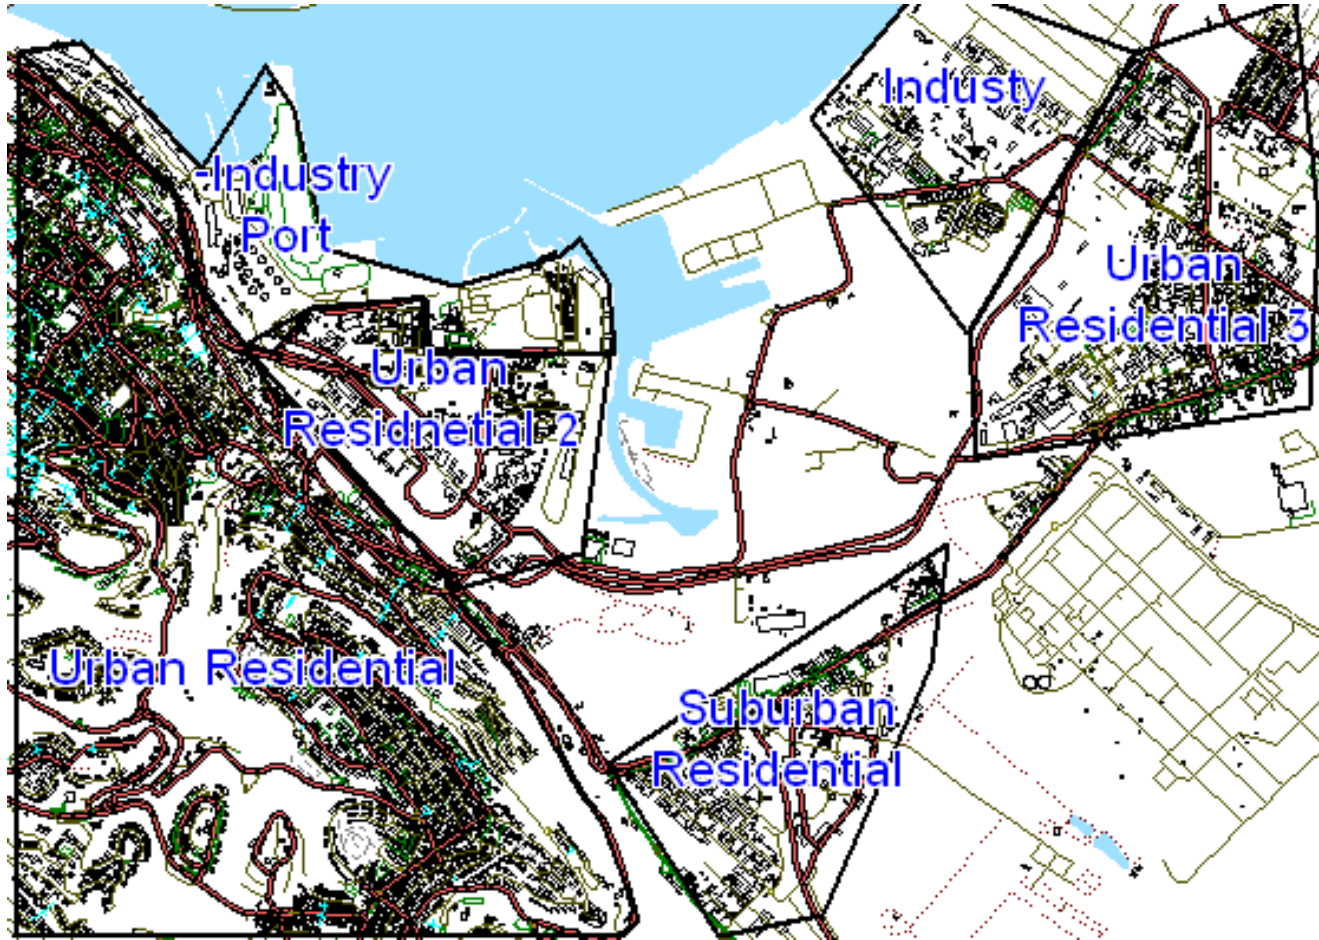 Industy
-Industry
Port
Urban
Residential 3
Urban
Residnetial 2
Urban Residential
Suburban
Residential